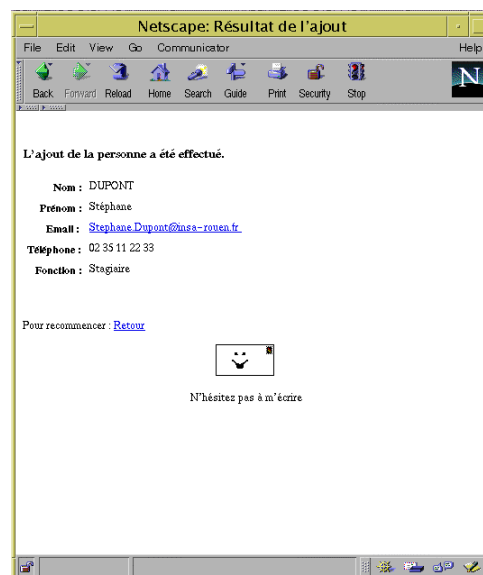 Netscape: Résultat de l'ajout
File Edit View Go Communicator Help
Back Forward Reload Home Search Guide Print Security Stop
N
L'ajout de la personne a été effectué.
Nom : DUPONT
Prénom : Stéphane
Email : Stephane.Dupont@insa-rouen.fr
Téléphone : 02 35 11 22 33
Fonction : Stagiaire
Pour recommencer : Retour
N'hésitez pas à m'écrire